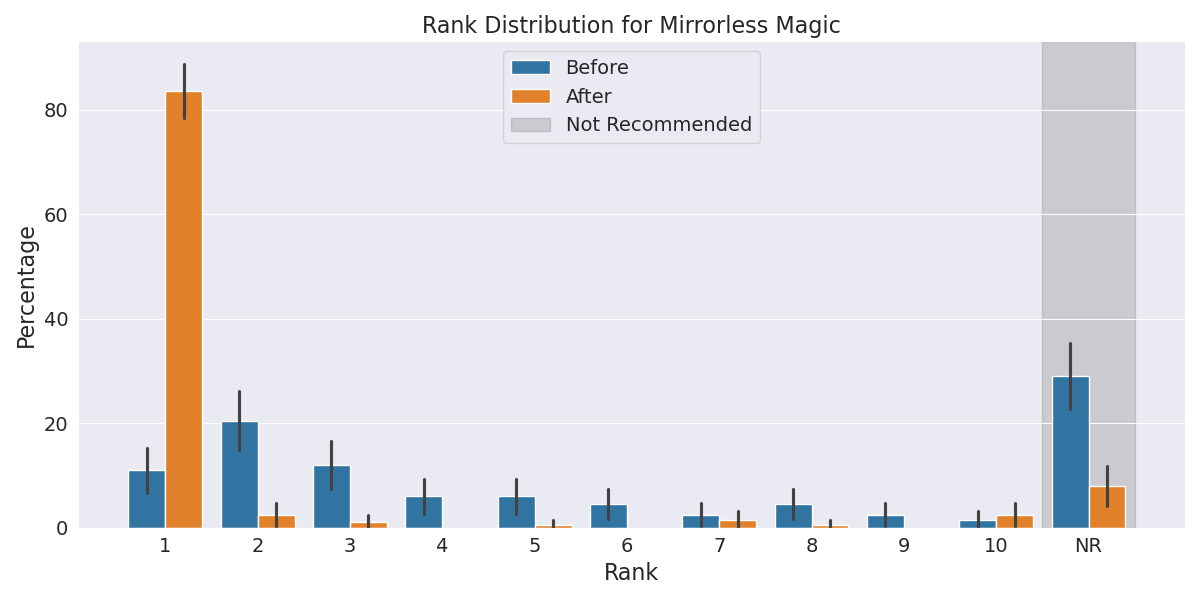 Rank Distribution for Mirrorless Magic
Before
After
Not Recommended
Percentage
80
60
40
20
0
1 2 3 4 5 6 7 8 9 10 NR
Rank